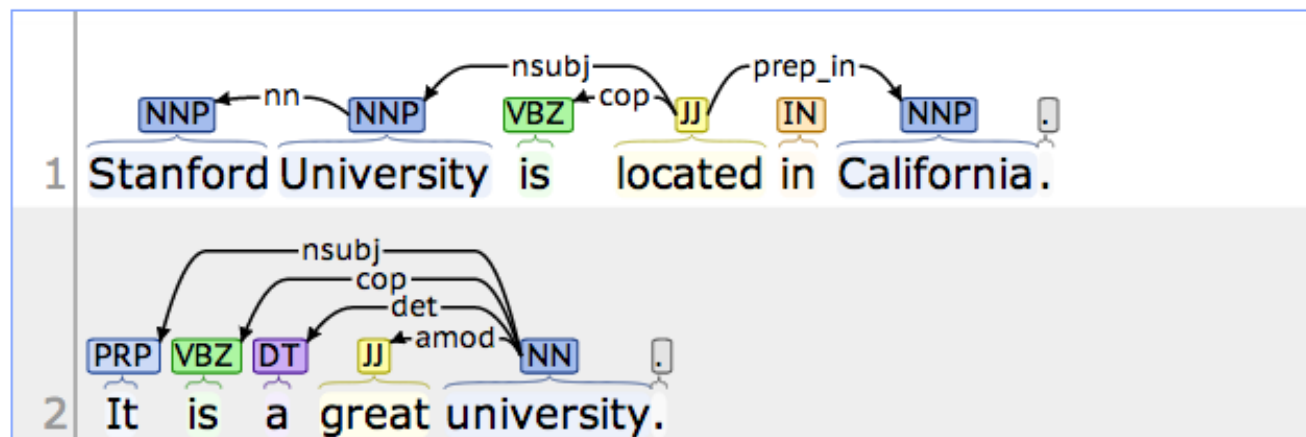 nsubj prep_in
nn cop
NNP NNP VBZ JJ IN NNP .
1 Stanford University is located in California.
nsubj
cop
det
amod
PRP VBZ DT JJ NN .
2 It is a great university.